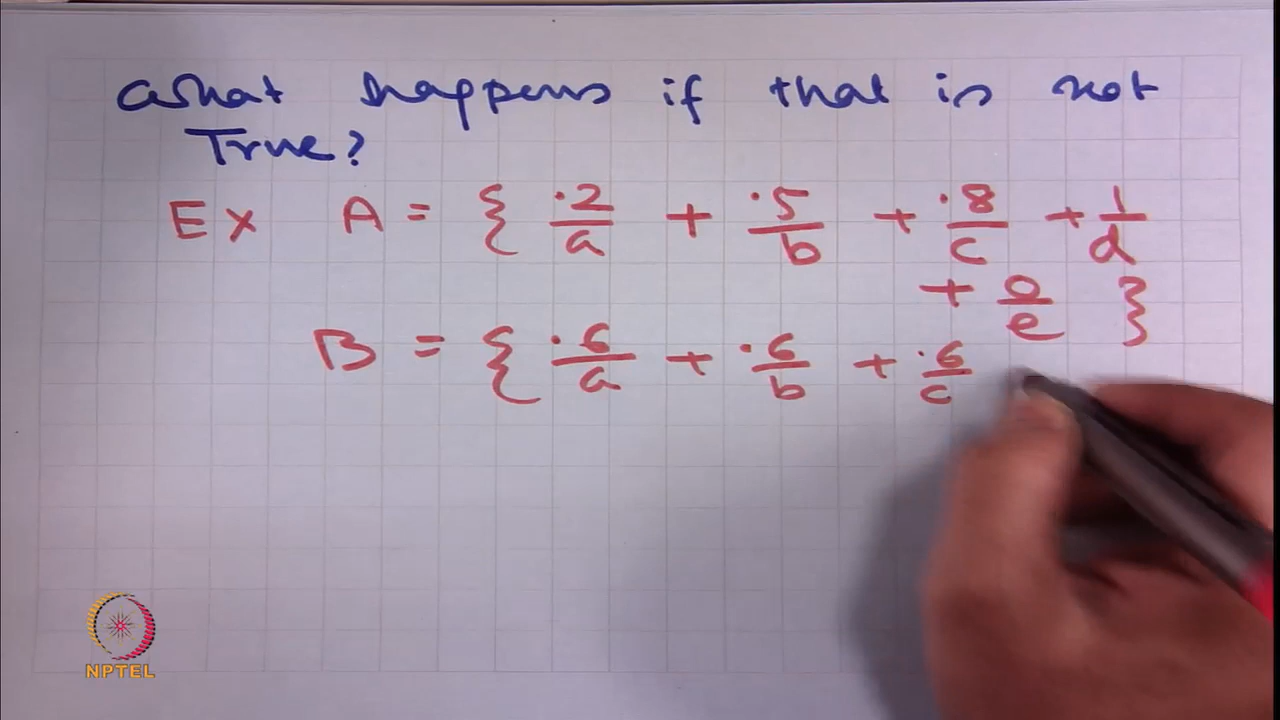 What happens if that is not
True?
Ex A = { .2/a + .5/b + .8/c + 1/d
+ 0/e }
B = { .6/a + .6/b + .6/c
NPTEL